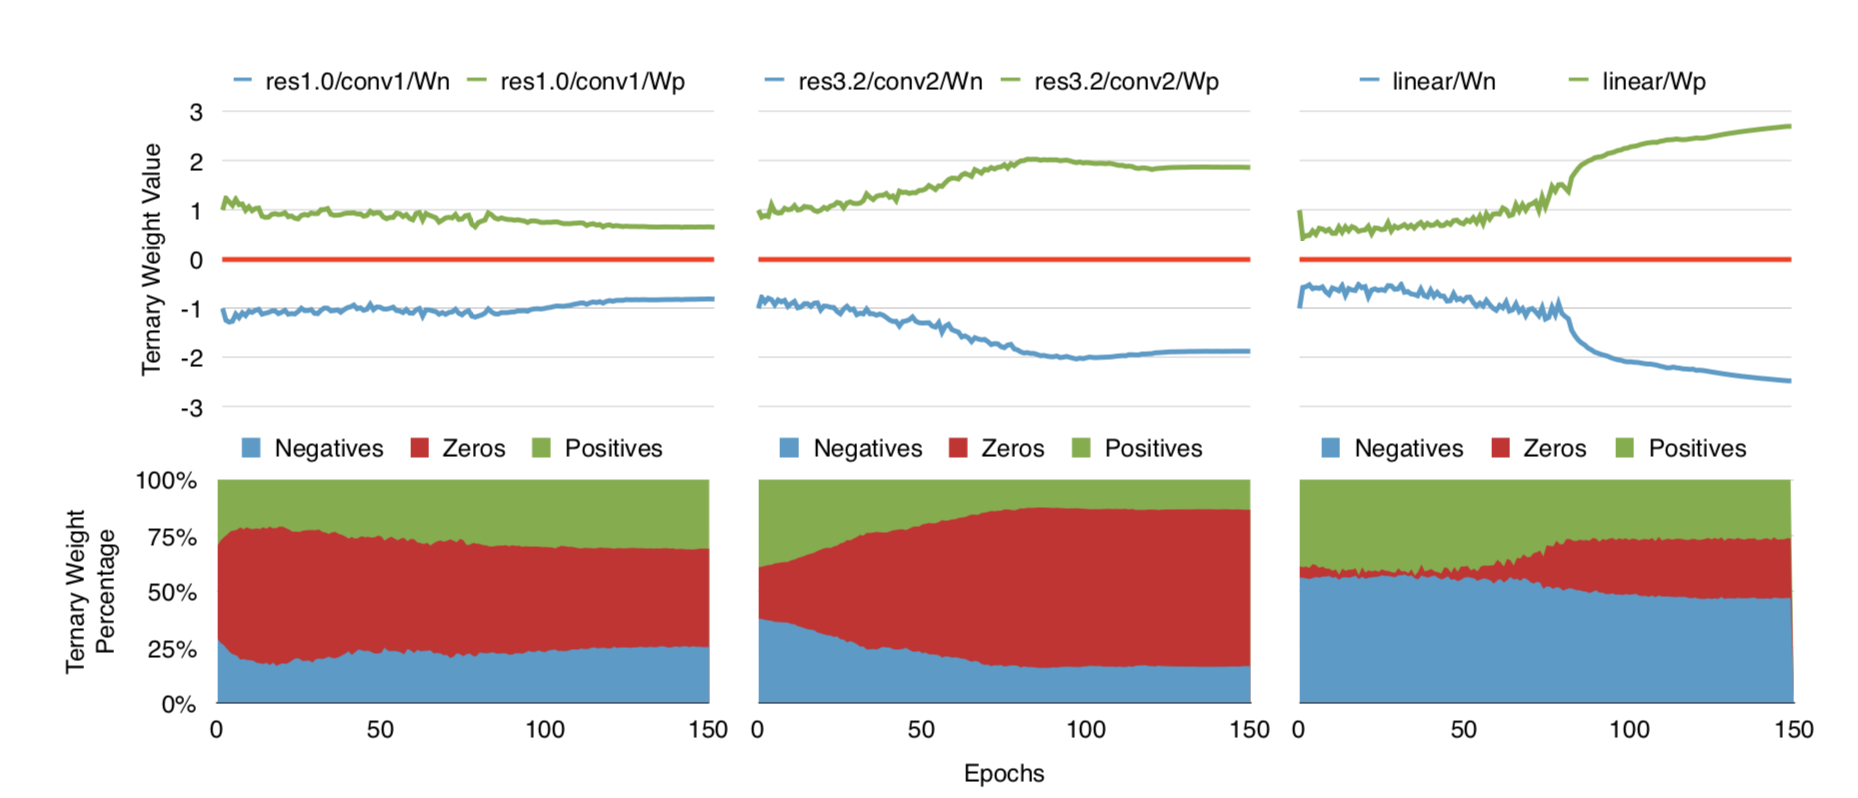 res1.0/conv1/Wn res1.0/conv1/Wp
res3.2/conv2/Wn res3.2/conv2/Wp
linear/Wn linear/Wp
Ternary Weight Value
3
2
1
0
-1
-2
-3
Negatives Zeros Positives
Negatives Zeros Positives
Negatives Zeros Positives
Ternary Weight
Percentage
100%
75%
50%
25%
0%
0 50 100 150
0 50 100 150
0 50 100 150
Epochs